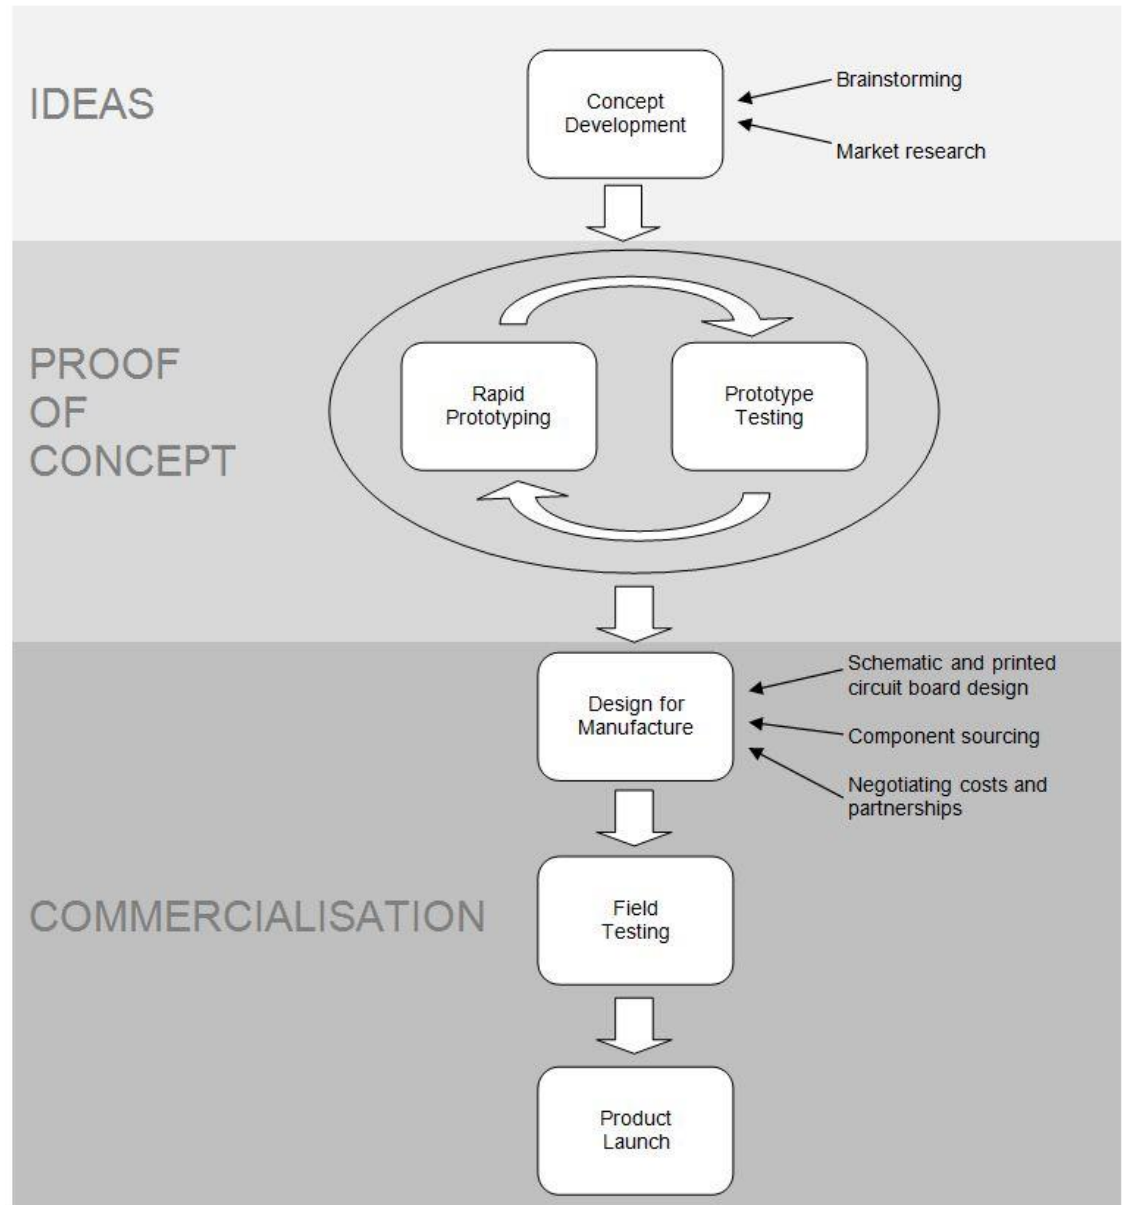 IDEAS
Concept
Development
Brainstorming
Market research
PROOF
OF
CONCEPT
Rapid
Prototyping
Prototype
Testing
Design for
Manufacture
Schematic and printed
circuit board design
Component sourcing
Negotiating costs and
partnerships
COMMERCIALISATION
Field
Testing
Product
Launch